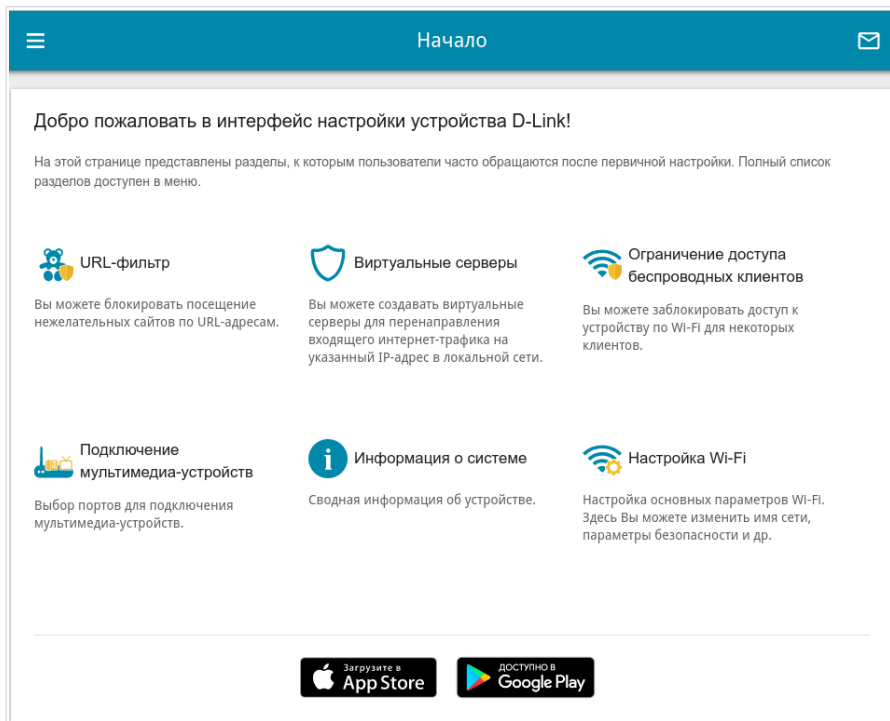 Начало
Добро пожаловать в интерфейс настройки устройства D-Link!
На этой странице представлены разделы, к которым пользователи часто обращаются после первичной настройки. Полный список
разделов доступен в меню.
URL-фильтр
Вы можете блокировать посещение
нежелательных сайтов по URL-адресам.
Виртуальные серверы
Вы можете создавать виртуальные
серверы для перенаправления
входящего интернет-трафика на
указанный IP-адрес в локальной сети.
Ограничение доступа
беспроводных клиентов
Вы можете заблокировать доступ к
устройству по Wi-Fi для некоторых
клиентов.
Подключение
мультимедиа-устройств
Выбор портов для подключения
мультимедиа-устройств.
Информация о системе
Сводная информация об устройстве.
Настройка Wi-Fi
Настройка основных параметров Wi-Fi.
Здесь Вы можете изменить имя сети,
параметры безопасности и др.
Загрузите в
App Store
ДОСТУПНО В
Google Play